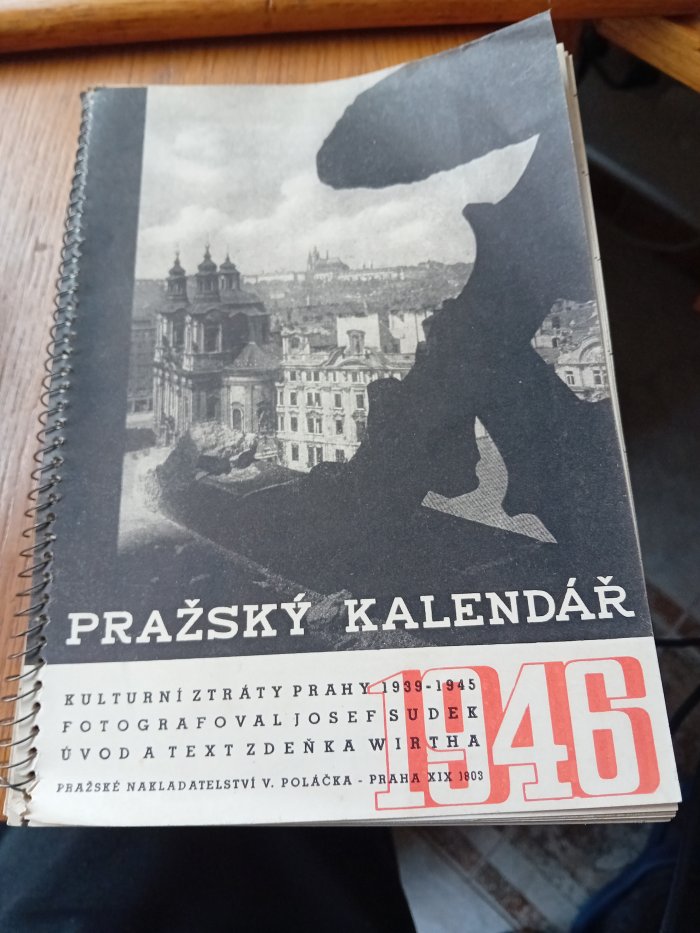 PRAŽSKÝ KALENDÁŘ
1946
KULTURNÍ ZTRÁTY PRAHY 1939-1945
FOTOGRAFOVAL JOSEF SUDEK
ÚVOD A TEXT ZDEŇKA WIRTHA
PRAŽSKÉ NAKLADATELSTVÍ V. POLÁČKA - PRAHA XIX 1803